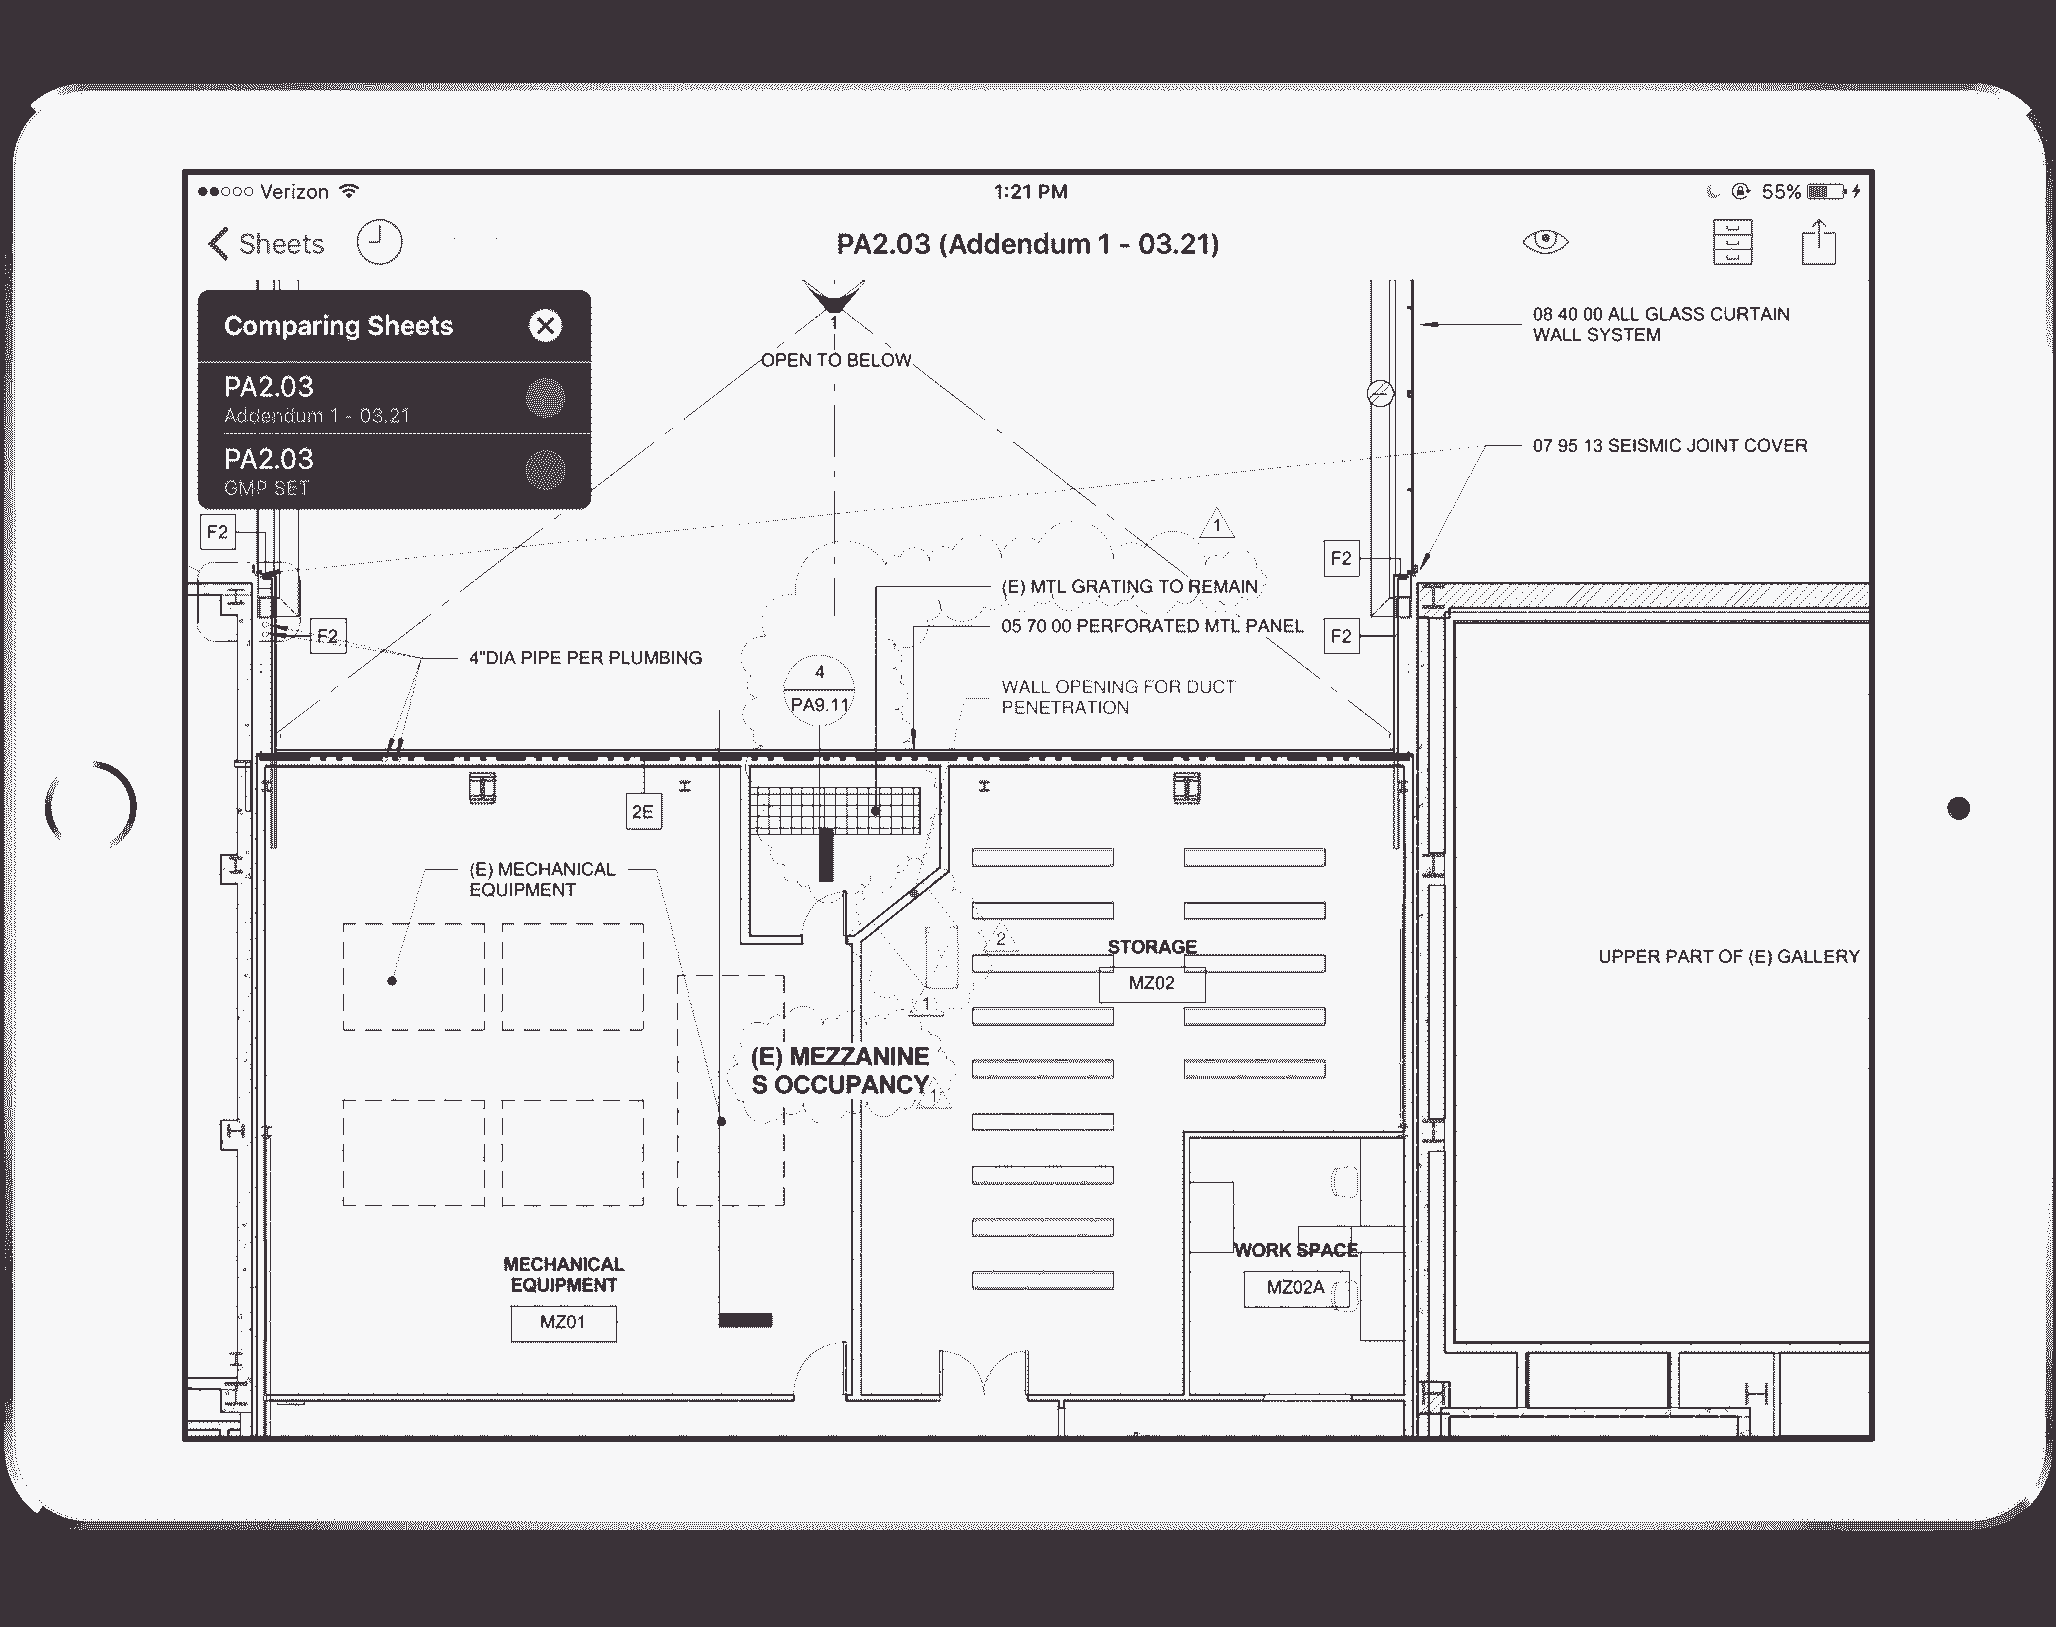 Verizon
1:21 PM
55%
Sheets
PA2.03 (Addendum 1 - 03.21)
Comparing Sheets
PA2.03
Addendum 1 - 03.21
PA2.03
GMP SET
1
OPEN TO BELOW
08 40 00 ALL GLASS CURTAIN
WALL SYSTEM
07 95 13 SEISMIC JOINT COVER
1
F2
F2
(E) MTL GRATING TO REMAIN
F2
05 70 00 PERFORATED MTL PANEL
F2
4"DIA PIPE PER PLUMBING
4
PA9.11
WALL OPENING FOR DUCT
PENETRATION
2E
(E) MECHANICAL
EQUIPMENT
2
STORAGE
MZ02
UPPER PART OF (E) GALLERY
1
(E) MEZZANINE
S OCCUPANCY
1
MECHANICAL
EQUIPMENT
MZ01
WORK SPACE
MZ02A